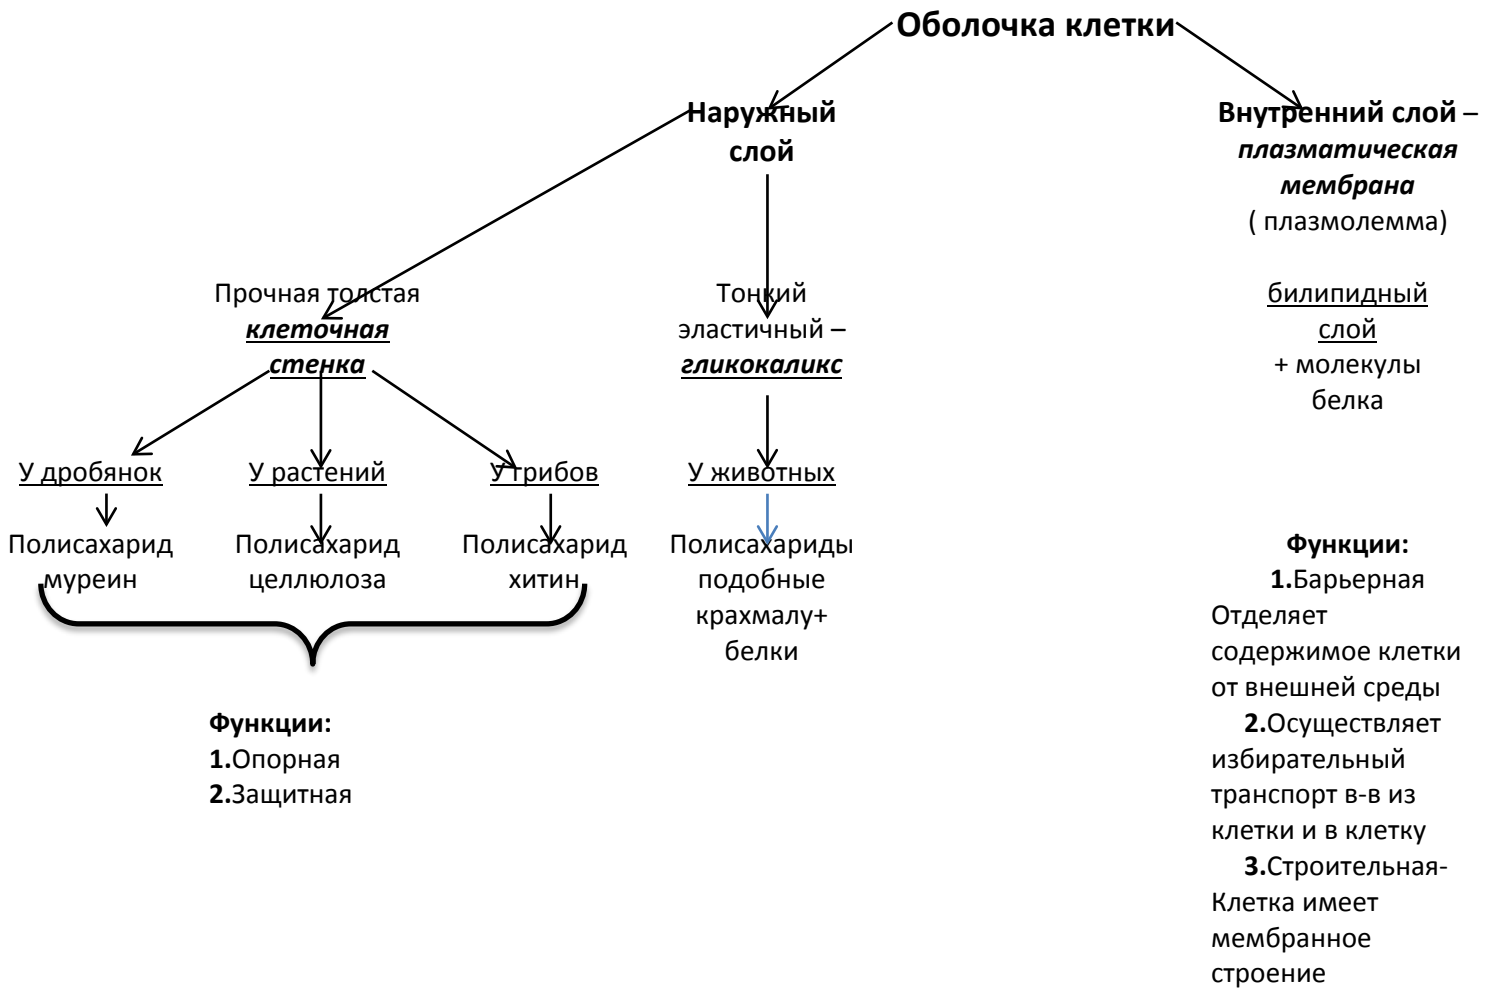 Оболочка клетки
Наружный
слой
Внутренний слой –
плазматическая
мембрана
( плазмолемма)
Прочная толстая
клеточная
стенка
Тонкий
эластичный –
гликокаликс
билипидный
слой
+ молекулы
белка
У дробянок
У растений
У грибов
У животных
Полисахарид
муреин
Полисахарид
целлюлоза
Полисахарид
хитин
Полисахариды
подобные
крахмалу+
белки
Функции:
1.Опорная
2.Защитная
Функции:
1.Барьерная
Отделяет
содержимое клетки
от внешней среды
2.Осуществляет
избирательный
транспорт в-в из
клетки и в клетку
3.Строительная-
Клетка имеет
мембранное
строение